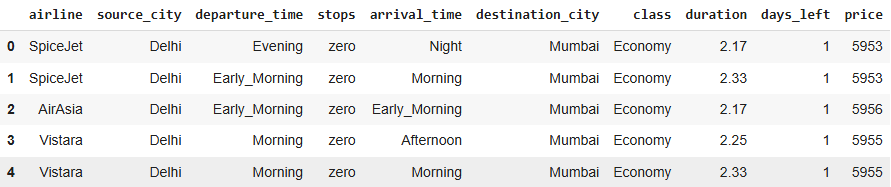 airline source_city departure_time stops arrival_time destination_city class duration days_left price
0 SpiceJet Delhi Evening zero Night Mumbai Economy 2.17 1 5953
1 SpiceJet Delhi Early_Morning zero Morning Mumbai Economy 2.33 1 5953
2 AirAsia Delhi Early_Morning zero Early_Morning Mumbai Economy 2.17 1 5956
3 Vistara Delhi Morning zero Afternoon Mumbai Economy 2.25 1 5955
4 Vistara Delhi Morning zero Morning Mumbai Economy 2.33 1 5955